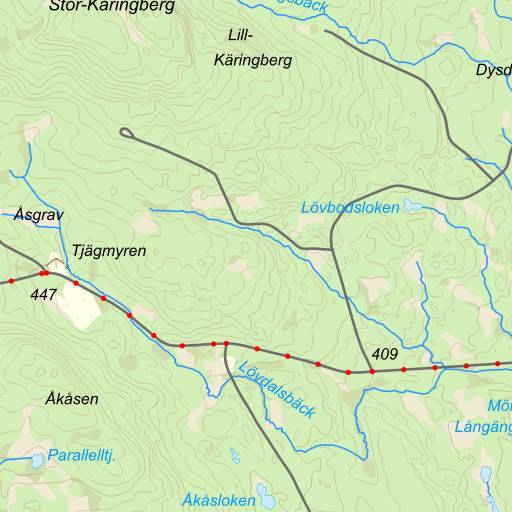 Stor-Käringberg
Lill-
Käringberg
Dysd
Åsgrav
Lövbodsloken
Tjägmyren
447
409
Lövdalsbäck
Åkåsen
Mör
Långäng
Parallelltj.
Åkåsloken